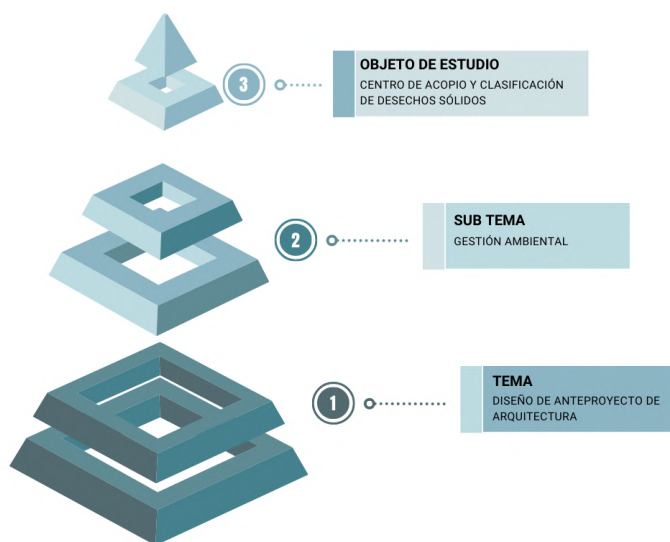 3
OBJETO DE ESTUDIO
CENTRO DE ACOPIO Y CLASIFICACIÓN
DE DESECHOS SÓLIDOS
2
SUB TEMA
GESTIÓN AMBIENTAL
1
TEMA
DISEÑO DE ANTEPROYECTO DE
ARQUITECTURA